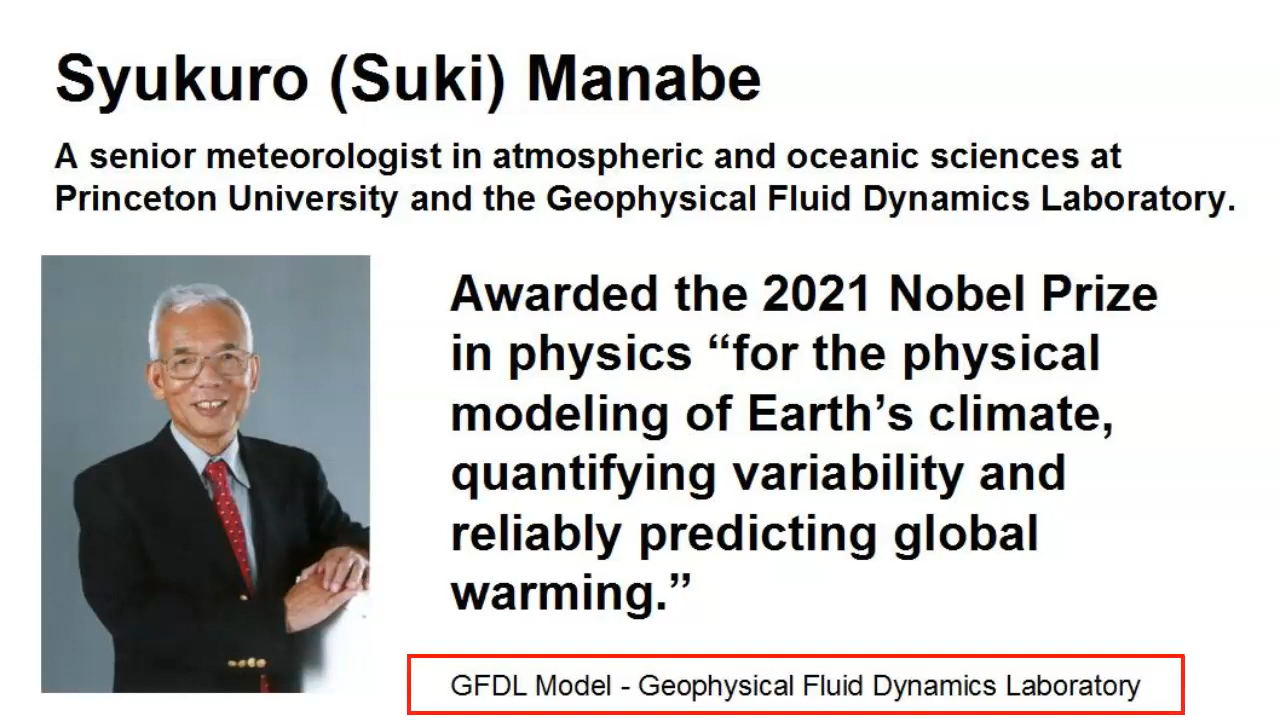 Syukuro (Suki) Manabe
A senior meteorologist in atmospheric and oceanic sciences at
Princeton University and the Geophysical Fluid Dynamics Laboratory.
Awarded the 2021 Nobel Prize
in physics “for the physical
modeling of Earth’s climate,
quantifying variability and
reliably predicting global
warming.”
GFDL Model - Geophysical Fluid Dynamics Laboratory